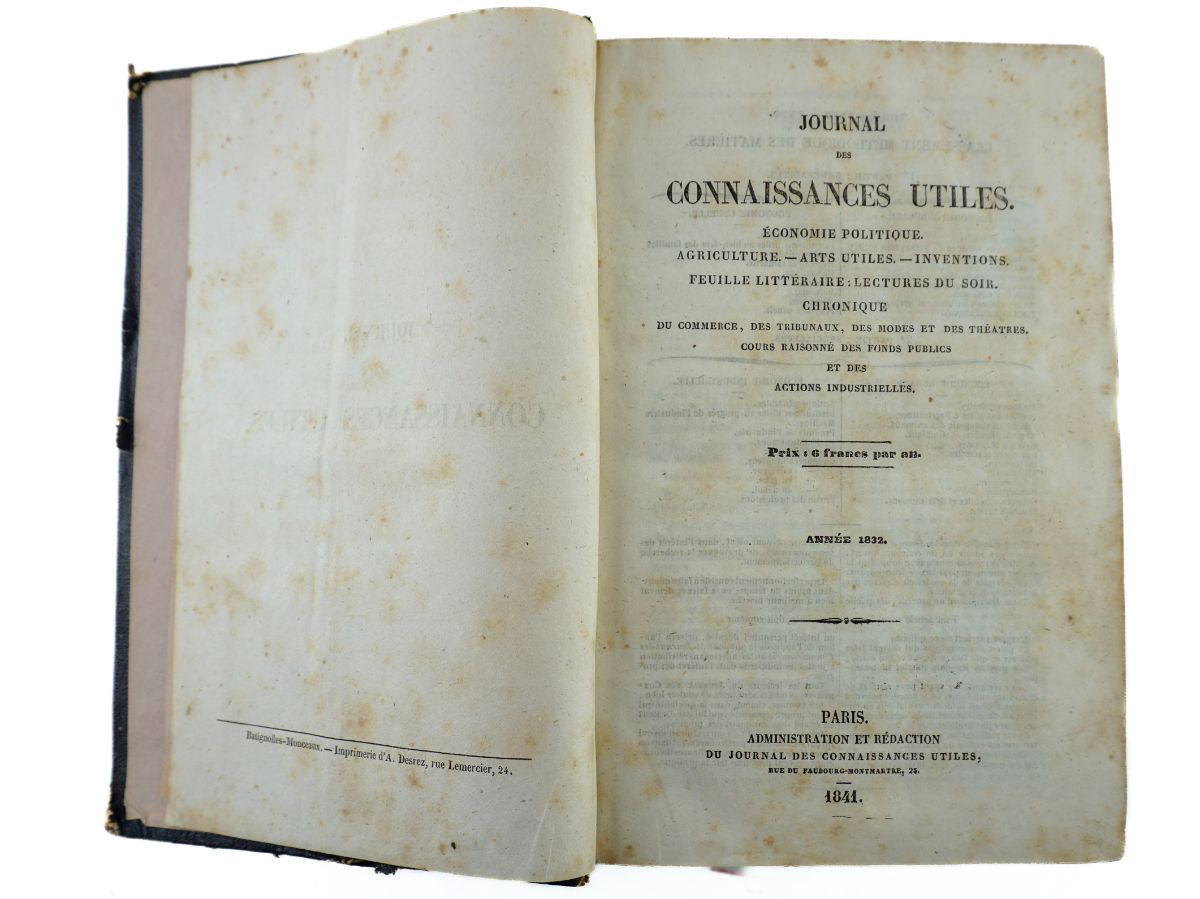 Batignolles-Monceaux. — Imprimerie d'A. Desrez, rue Lemercier, 24.
JOURNAL
DES
CONNAISSANCES UTILES.
ÉCONOMIE POLITIQUE.
AGRICULTURE. — ARTS UTILES. — INVENTIONS.
FEUILLE LITTÉRAIRE : LECTURES DU SOIR.
CHRONIQUE
DU COMMERCE, DES TRIBUNAUX, DES MODES ET DES THÉATRES.
COURS RAISONNÉ DES FONDS PUBLICS
ET DES
ACTIONS INDUSTRIELLES.
Prix : 6 francs par an.
ANNÉE 1832.
PARIS.
ADMINISTRATION ET RÉDACTION
DU JOURNAL DES CONNAISSANCES UTILES,
RUE DU FAUBOURG-MONTMARTRE, 25.
1841.